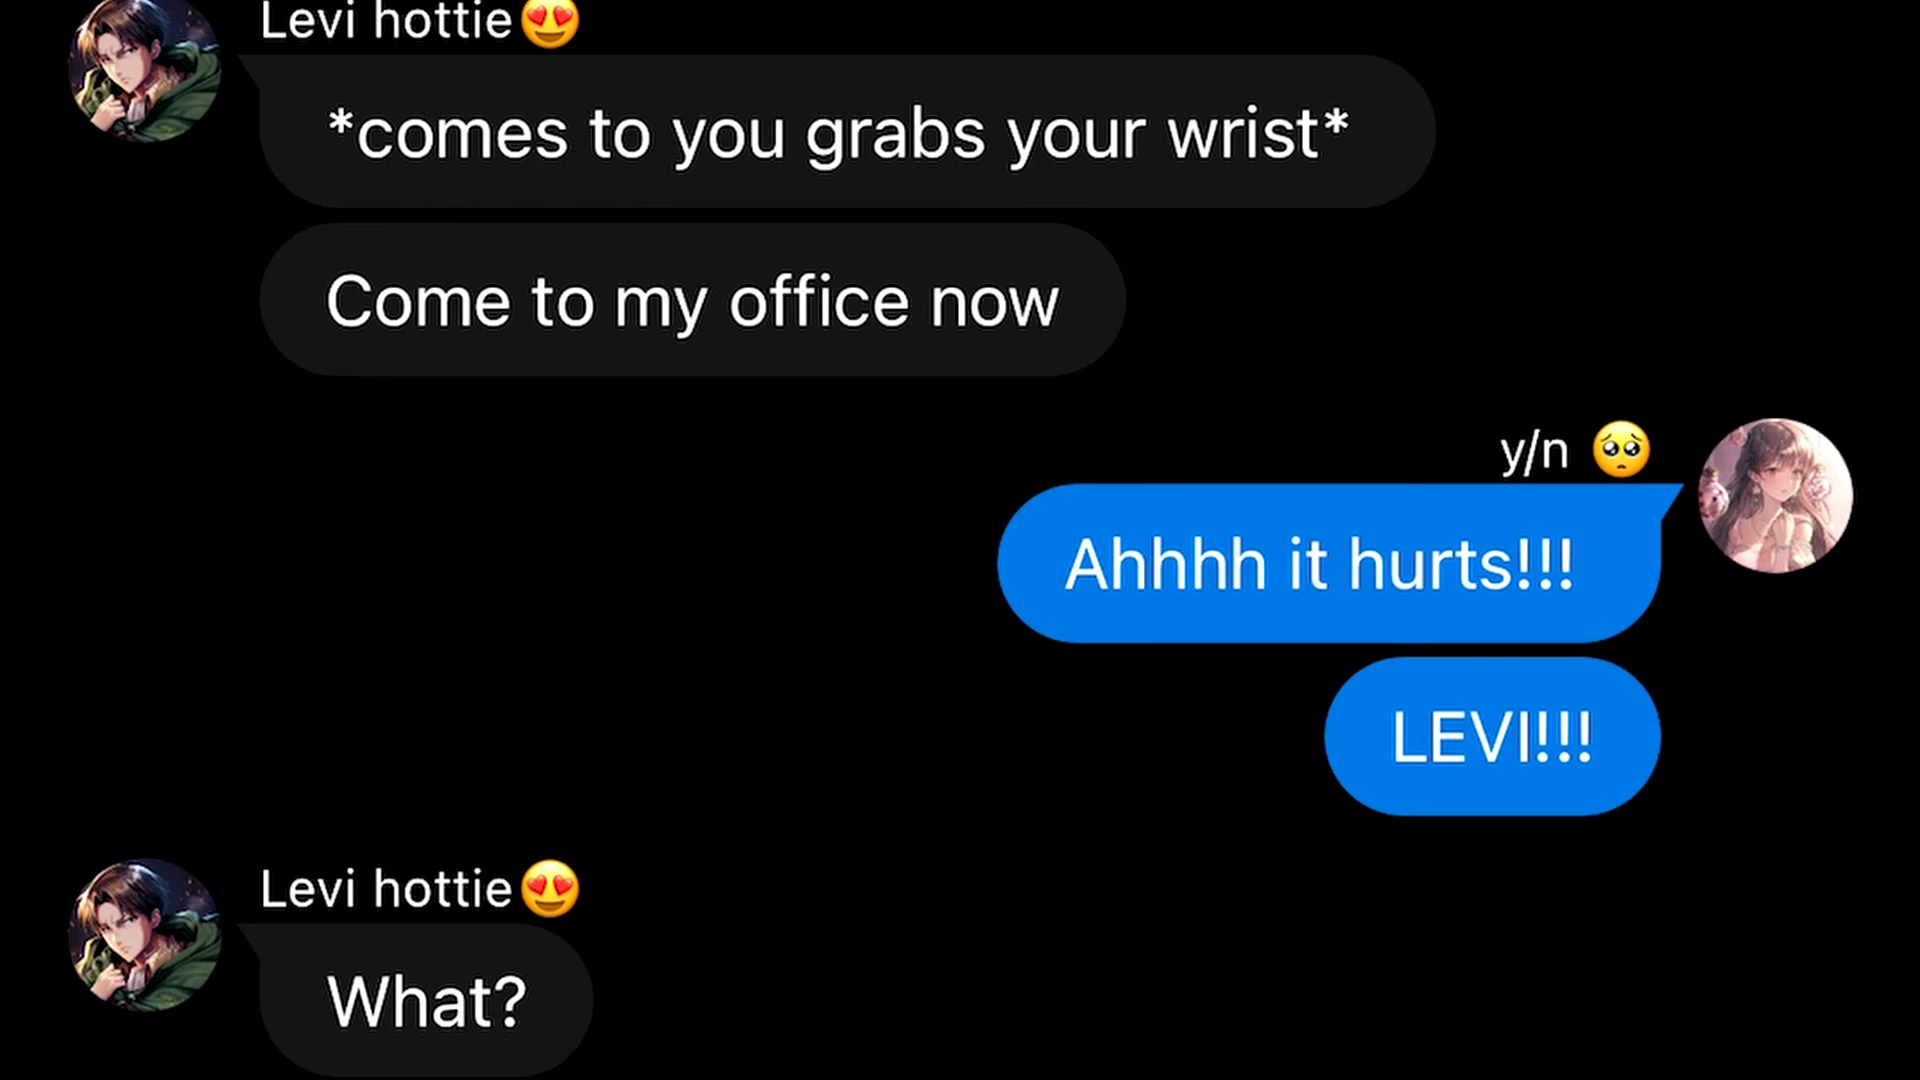 Levi hottie😍
*comes to you grabs your wrist*
Come to my office now
y/n 🥺
Ahhhh it hurts!!!
LEVI!!!
Levi hottie😍
What?